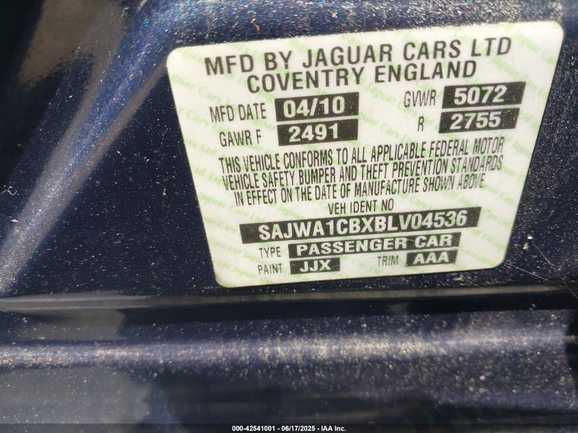 MFD BY JAGUAR CARS LTD
COVENTRY ENGLAND
MFD DATE 04/10 GVWR 5072
GAWR F 2491 R 2755
THIS VEHICLE CONFORMS TO ALL APPLICABLE FEDERAL MOTOR
VEHICLE SAFETY BUMPER AND THEFT PREVENTION STANDARDS
IN EFFECT ON THE DATE OF MANUFACTURE SHOWN ABOVE
VEH IDENT NO
SAJWA1CBXBLV04536
TYPE PASSENGER CAR
PAINT JJX TRIM AAA
000-42541001 - 06/17/2025 - IAA Inc.